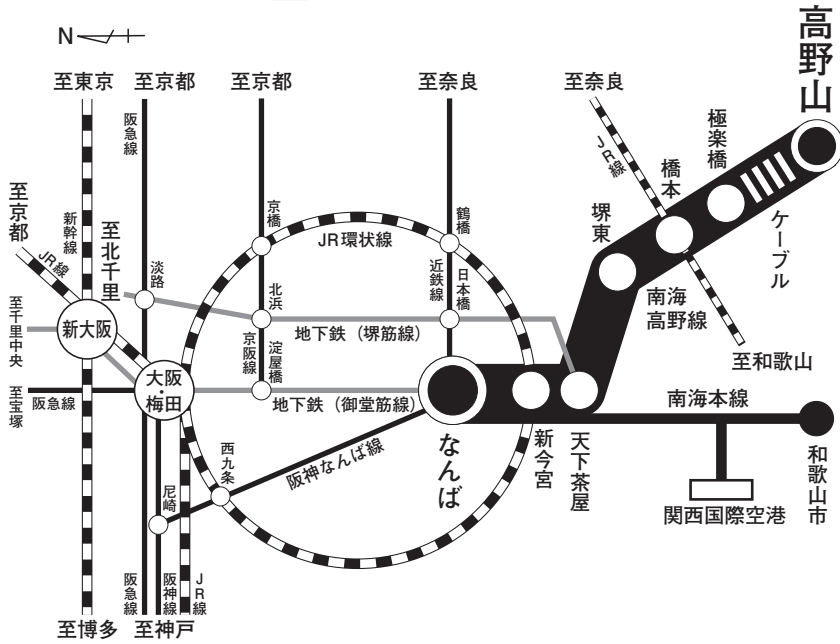 N
至東京
至京都
至京都
至奈良
至奈良
高野山
阪急線
JR線
極楽橋
橋本
ケーブル
堺東
南海
高野線
至和歌山
至京都
JR線
新幹線
至北千里
淡路
京橋
JR環状線
鶴橋
近鉄線
日本橋
北浜
地下鉄（堺筋線）
京阪線
淀屋橋
至千里中央
新大阪
大阪・梅田
至宝塚
阪急線
地下鉄（御堂筋線）
なんば
新今宮
天下茶屋
南海本線
和歌山市
関西国際空港
西九条
阪神なんば線
尼崎
阪急線
阪神線
JR線
至博多
至神戸